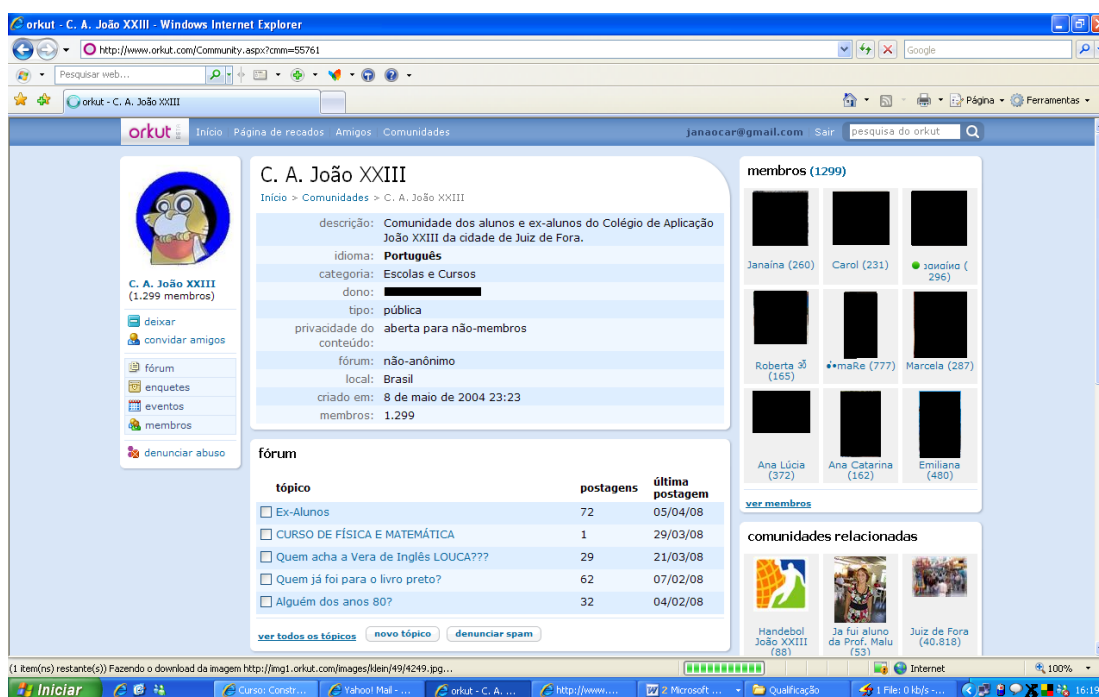 orkut - C. A. João XXIII - Windows Internet Explorer
http://www.orkut.com/Community.aspx?cmm=55761
Google
Pesquisar web...
orkut - C. A. João XXIII
Página
Ferramentas
orkut
Início Página de recados Amigos Comunidades
janaocar@gmail.com Sair pesquisa do orkut
C. A. João XXIII
(1.299 membros)
deixar
convidar amigos
fórum
enquetes
eventos
membros
denunciar abuso
C. A. João XXIII
Início > Comunidades > C. A. João XXIII
descrição: Comunidade dos alunos e ex-alunos do Colégio de Aplicação
João XXIII da cidade de Juiz de Fora.
idioma: Português
categoria: Escolas e Cursos
dono:
tipo: pública
privacidade do aberta para não-membros
conteúdo:
fórum: não-anônimo
local: Brasil
criado em: 8 de maio de 2004 23:23
membros: 1.299
fórum
tópico postagens última
postagem
Ex-Alunos 72 05/04/08
CURSO DE FÍSICA E MATEMÁTICA 1 29/03/08
Quem acha a Vera de Inglês LOUCA??? 29 21/03/08
Quem já foi para o livro preto? 62 07/02/08
Alguém dos anos 80? 32 04/02/08
ver todos os tópicos novo tópico denunciar spam
membros (1299)
Janaína (260) Carol (231) (
296)
Roberta
(165)
maRe (777) Marcela (287)
Ana Lúcia
(372)
Ana Catarina
(162)
Emiliana
(480)
ver membros
comunidades relacionadas
Handebol
João XXIII
(88)
Ja fui aluno
da Prof. Malu
(53)
Juiz de Fora
(40.818)
(1 item(ns) restante(s)) Fazendo o download da imagem http://img1.orkut.com/images/klein/49/4249.jpg...
Internet 100%
Iniciar
Curso: Constr...
Yahoo! Mail - ...
orkut - C. A. ...
http://www....
2 Microsoft ...
Qualificação
1 File: 0 kb/s -...
16:19